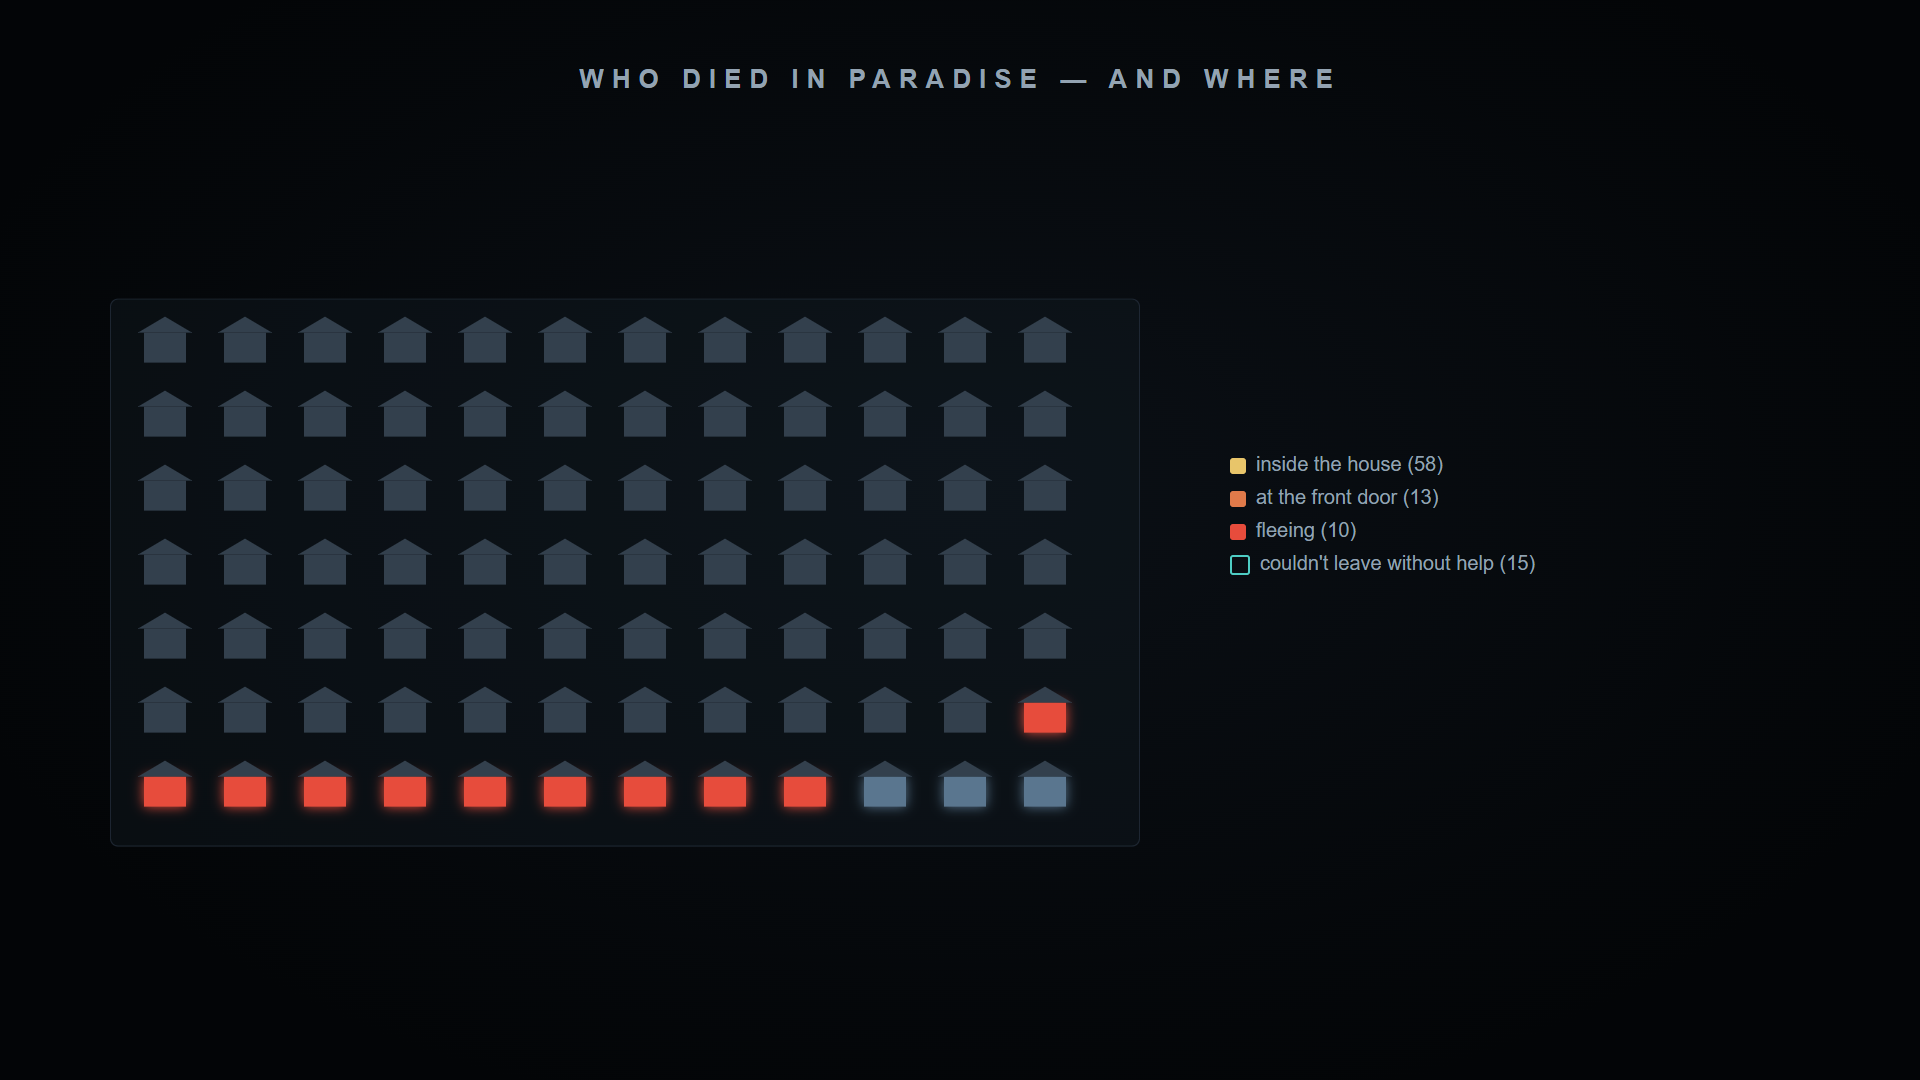 WHO DIED IN PARADISE — AND WHERE
inside the house (58)
at the front door (13)
fleeing (10)
couldn't leave without help (15)